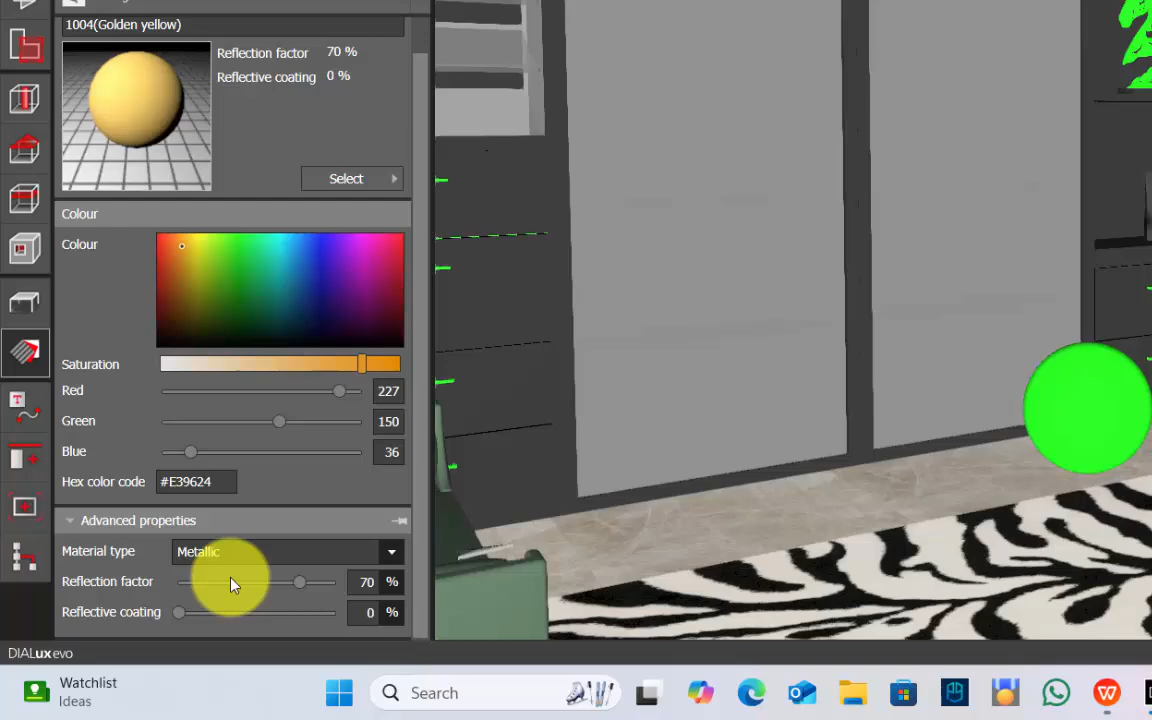 1004(Golden yellow)
Reflection factor 70 %
Reflective coating 0 %
Select
Colour
Colour
Saturation
Red 227
Green 150
Blue 36
Hex color code #E39624
Advanced properties
Material type Metallic
Reflection factor 70 %
Reflective coating 0 %
DIALux evo
Watchlist
Ideas
Search